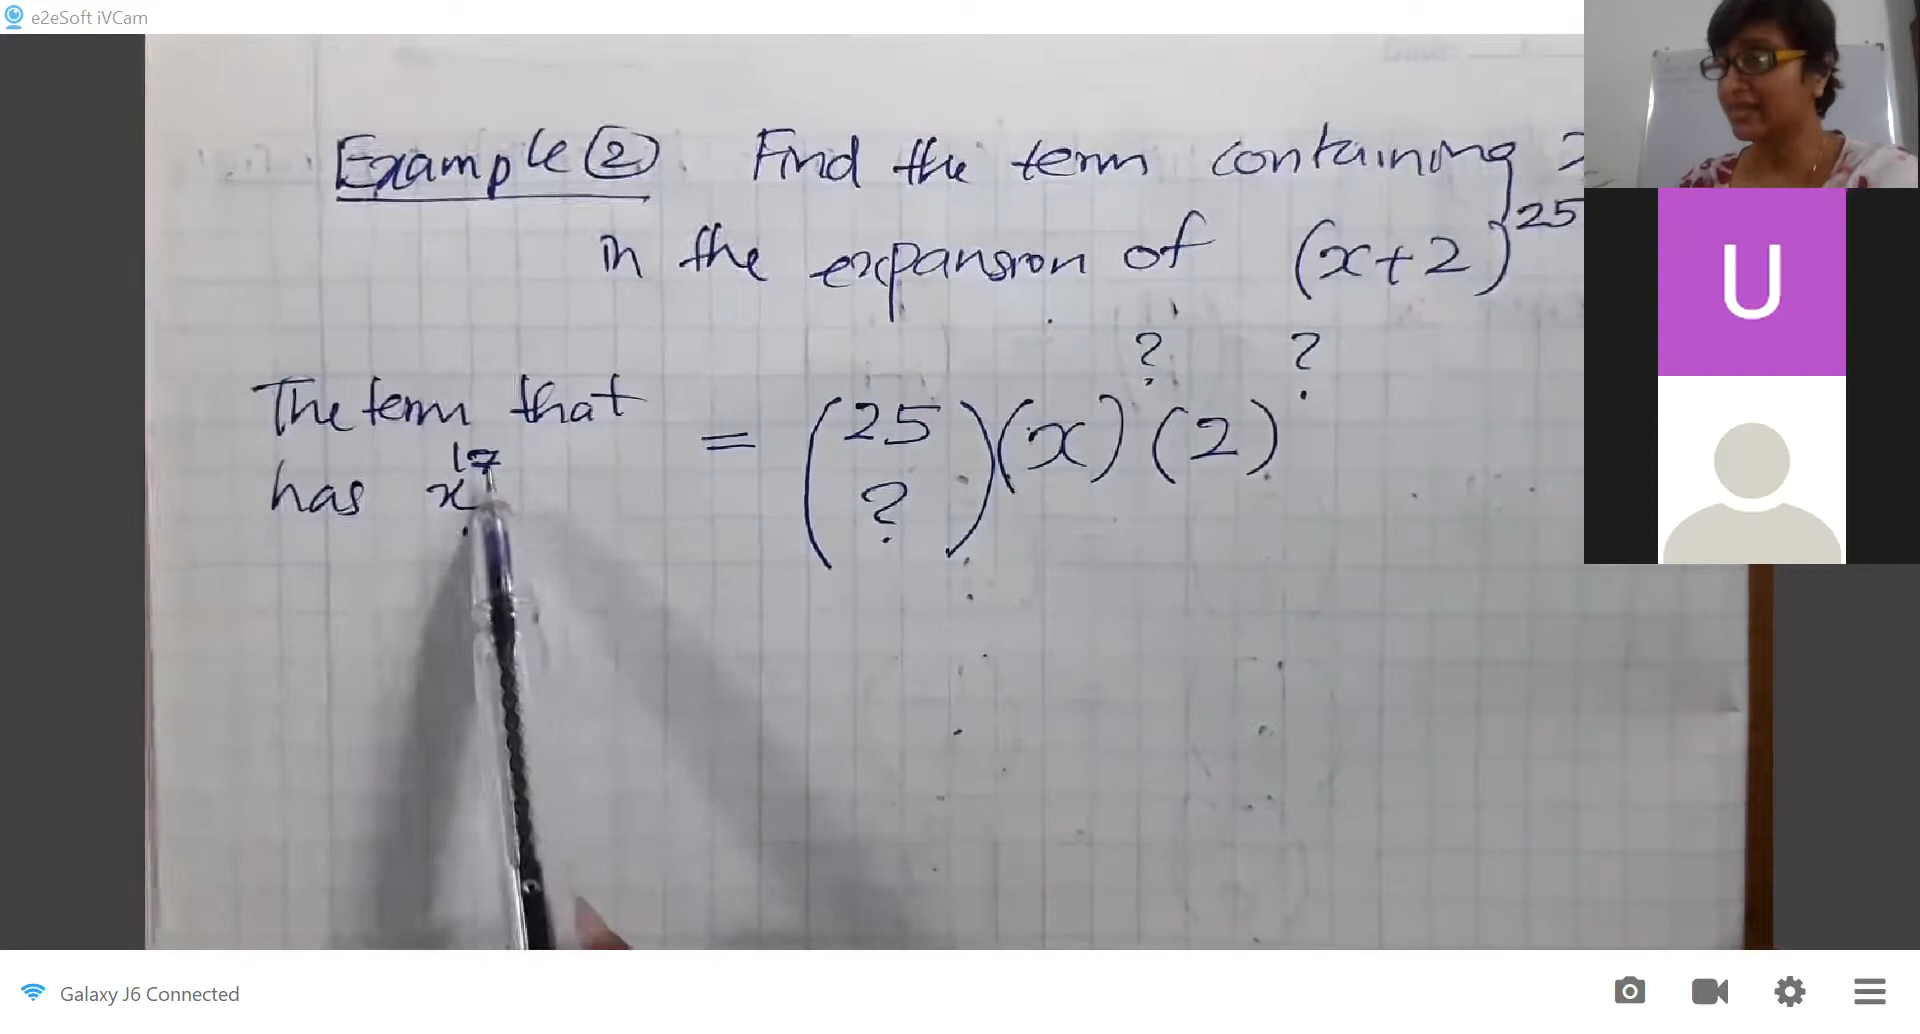 e2eSoft iVCam
Example ② Find the term containing
in the expansion of (x+2)²⁵
The term that has x¹⁷ = (25 ?)(x)^? (2)^?
U
Galaxy J6 Connected